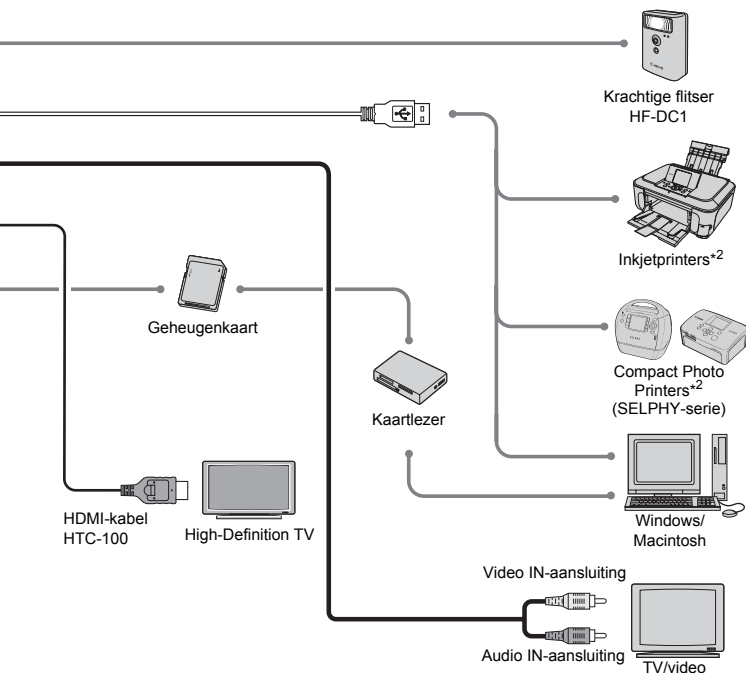 Krachtige flitser
HF-DC1
Inkjetprinters*2
Geheugenkaart
Compact Photo
Printers*2
(SELPHY-serie)
Kaartlezer
HDMI-kabel
HTC-100
High-Definition TV
Windows/
Macintosh
Video IN-aansluiting
Audio IN-aansluiting
TV/video